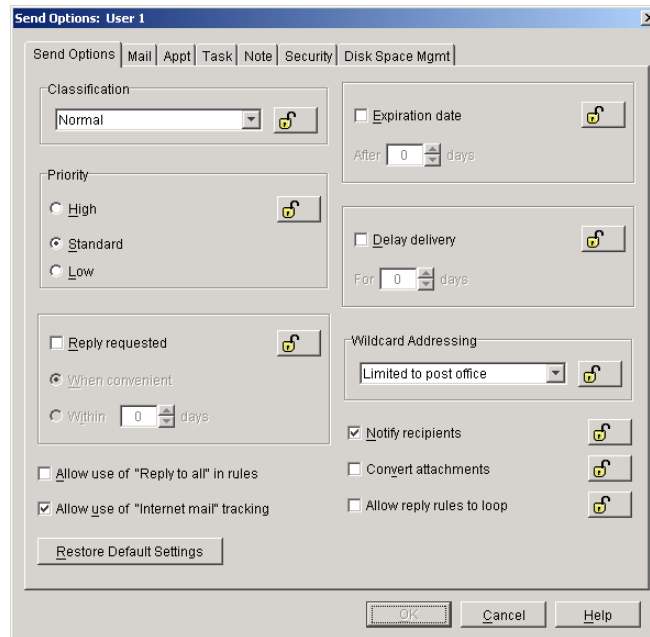 Send Options: User 1
Send Options Mail Appt Task Note Security Disk Space Mgmt
Classification
Normal
Priority
High
Standard
Low
Reply requested
When convenient
Within 0 days
Allow use of "Reply to all" in rules
Allow use of "Internet mail" tracking
Restore Default Settings
Expiration date
After 0 days
Delay delivery
For 0 days
Wildcard Addressing
Limited to post office
Notify recipients
Convert attachments
Allow reply rules to loop
OK Cancel Help